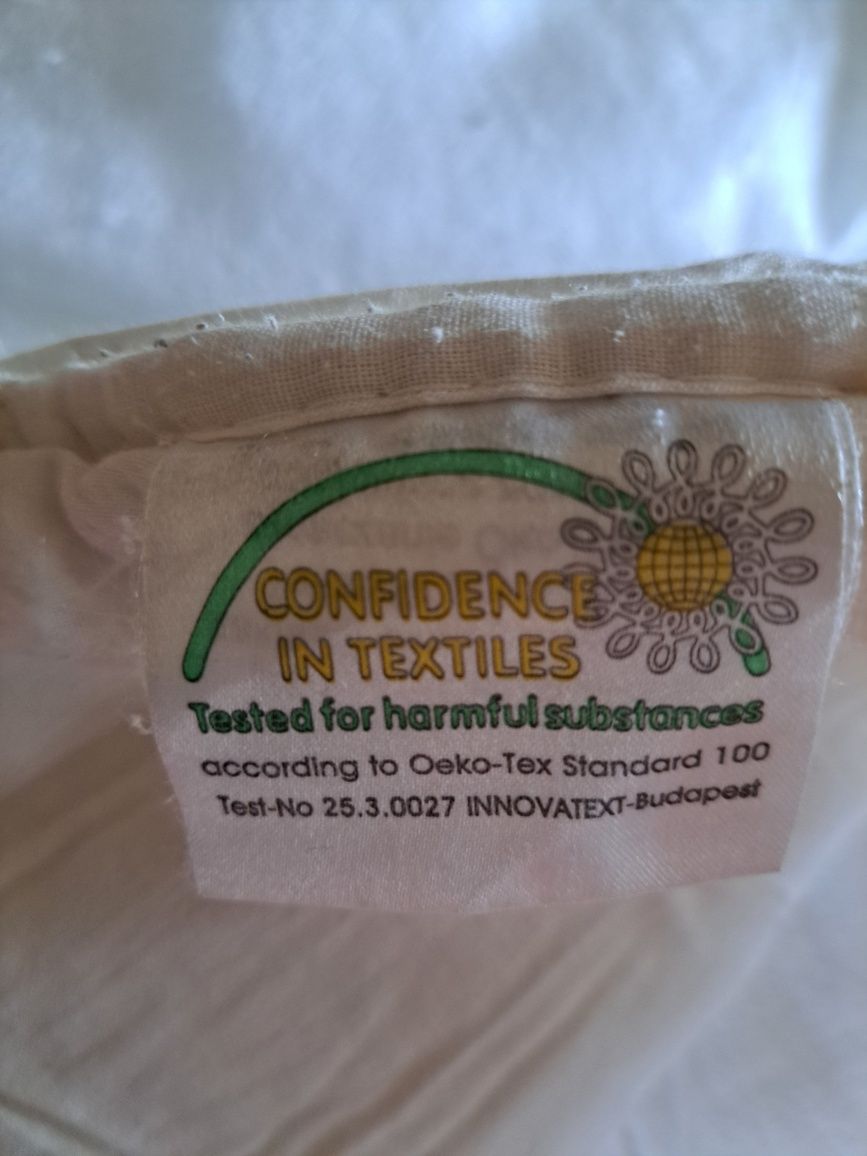 CONFIDENCE
IN TEXTILES
Tested for harmful substances
according to Oeko-Tex Standard 100
Test-No 25.3.0027 INNOVATEXT-Budapest